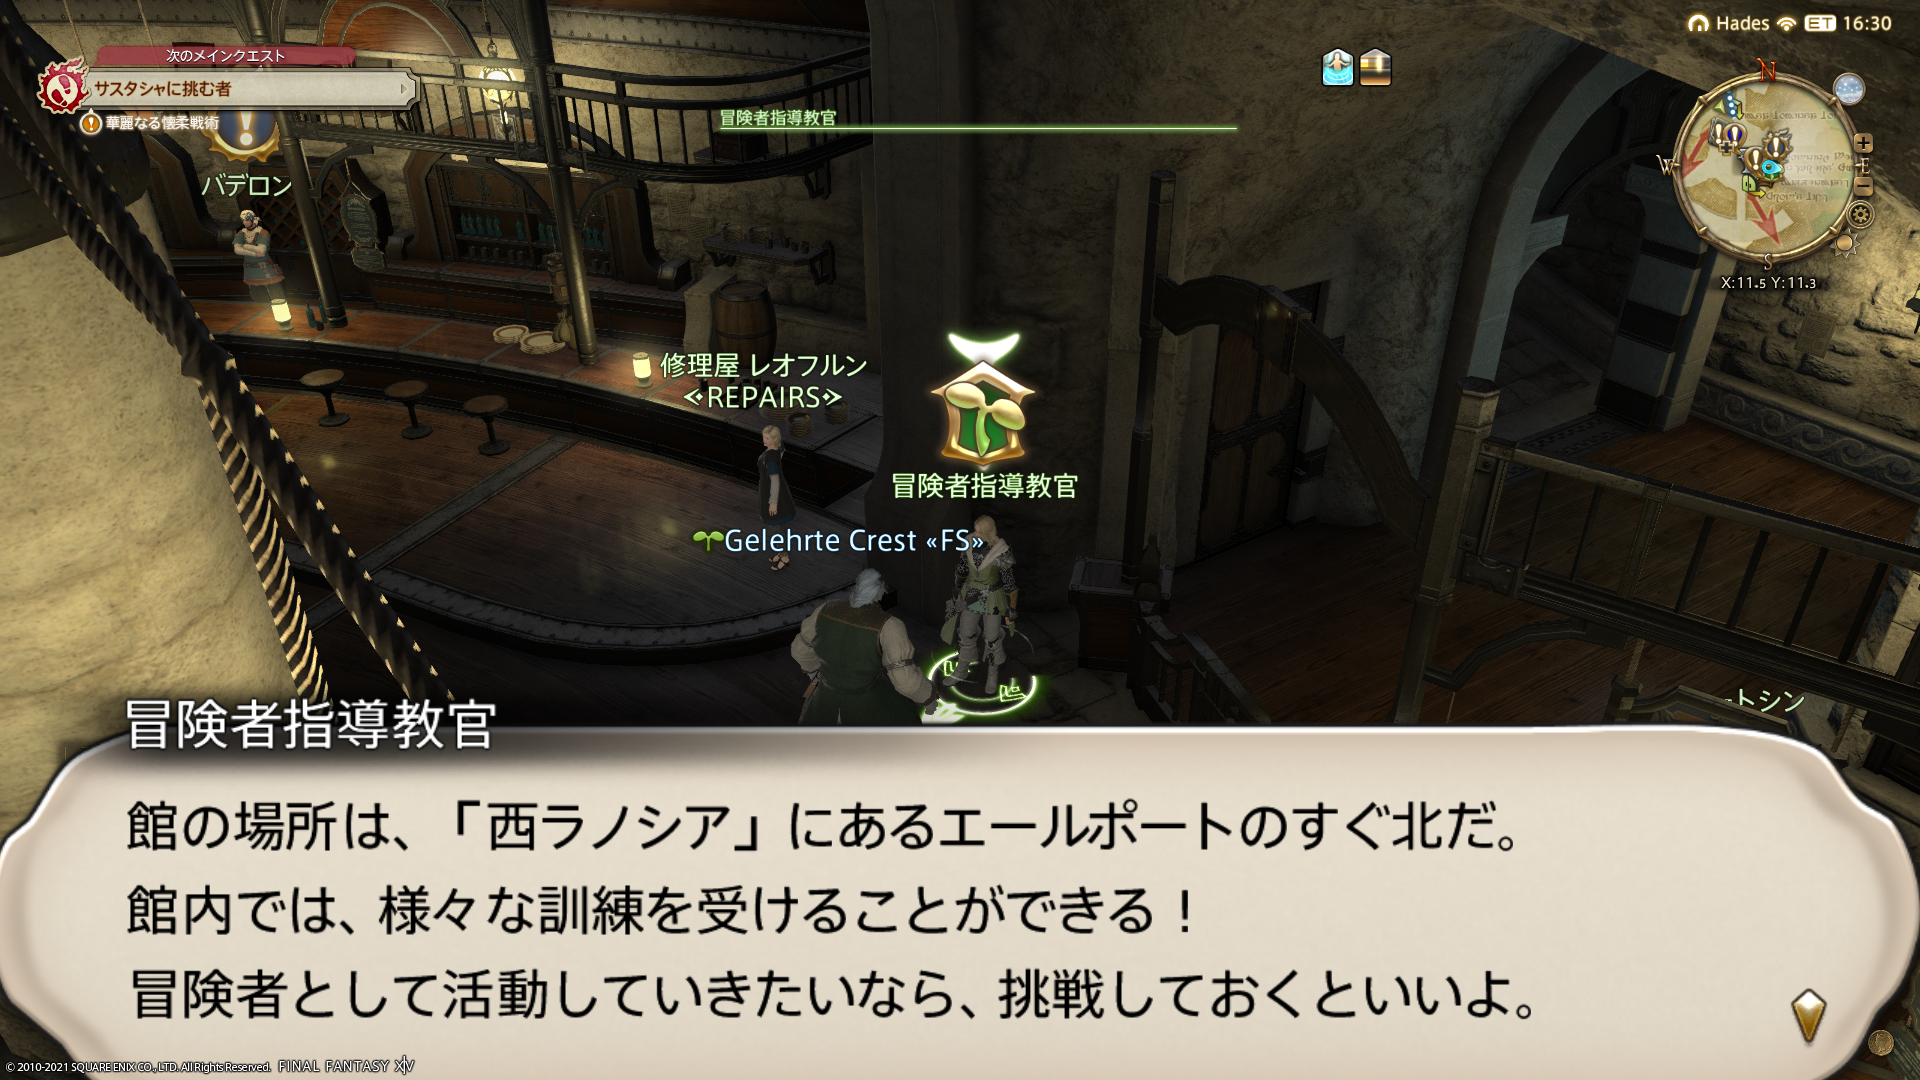 Hades ET 16:30
次のメインクエスト
サスタシャに挑む者
華麗なる懐柔戦術
冒険者指導教官
N
W
E
S
X:11.5 Y:11.3
バデロン
修理屋 レオフルン
«REPAIRS»
冒険者指導教官
Gelehrte Crest «FS»
トシン
冒険者指導教官
館の場所は、「西ラノシア」にあるエールポートのすぐ北だ。
館内では、様々な訓練を受けることができる！
冒険者として活動していきたいなら、挑戦しておくといいよ。
© 2010-2021 SQUARE ENIX CO., LTD. All Rights Reserved. FINAL FANTASY XIV